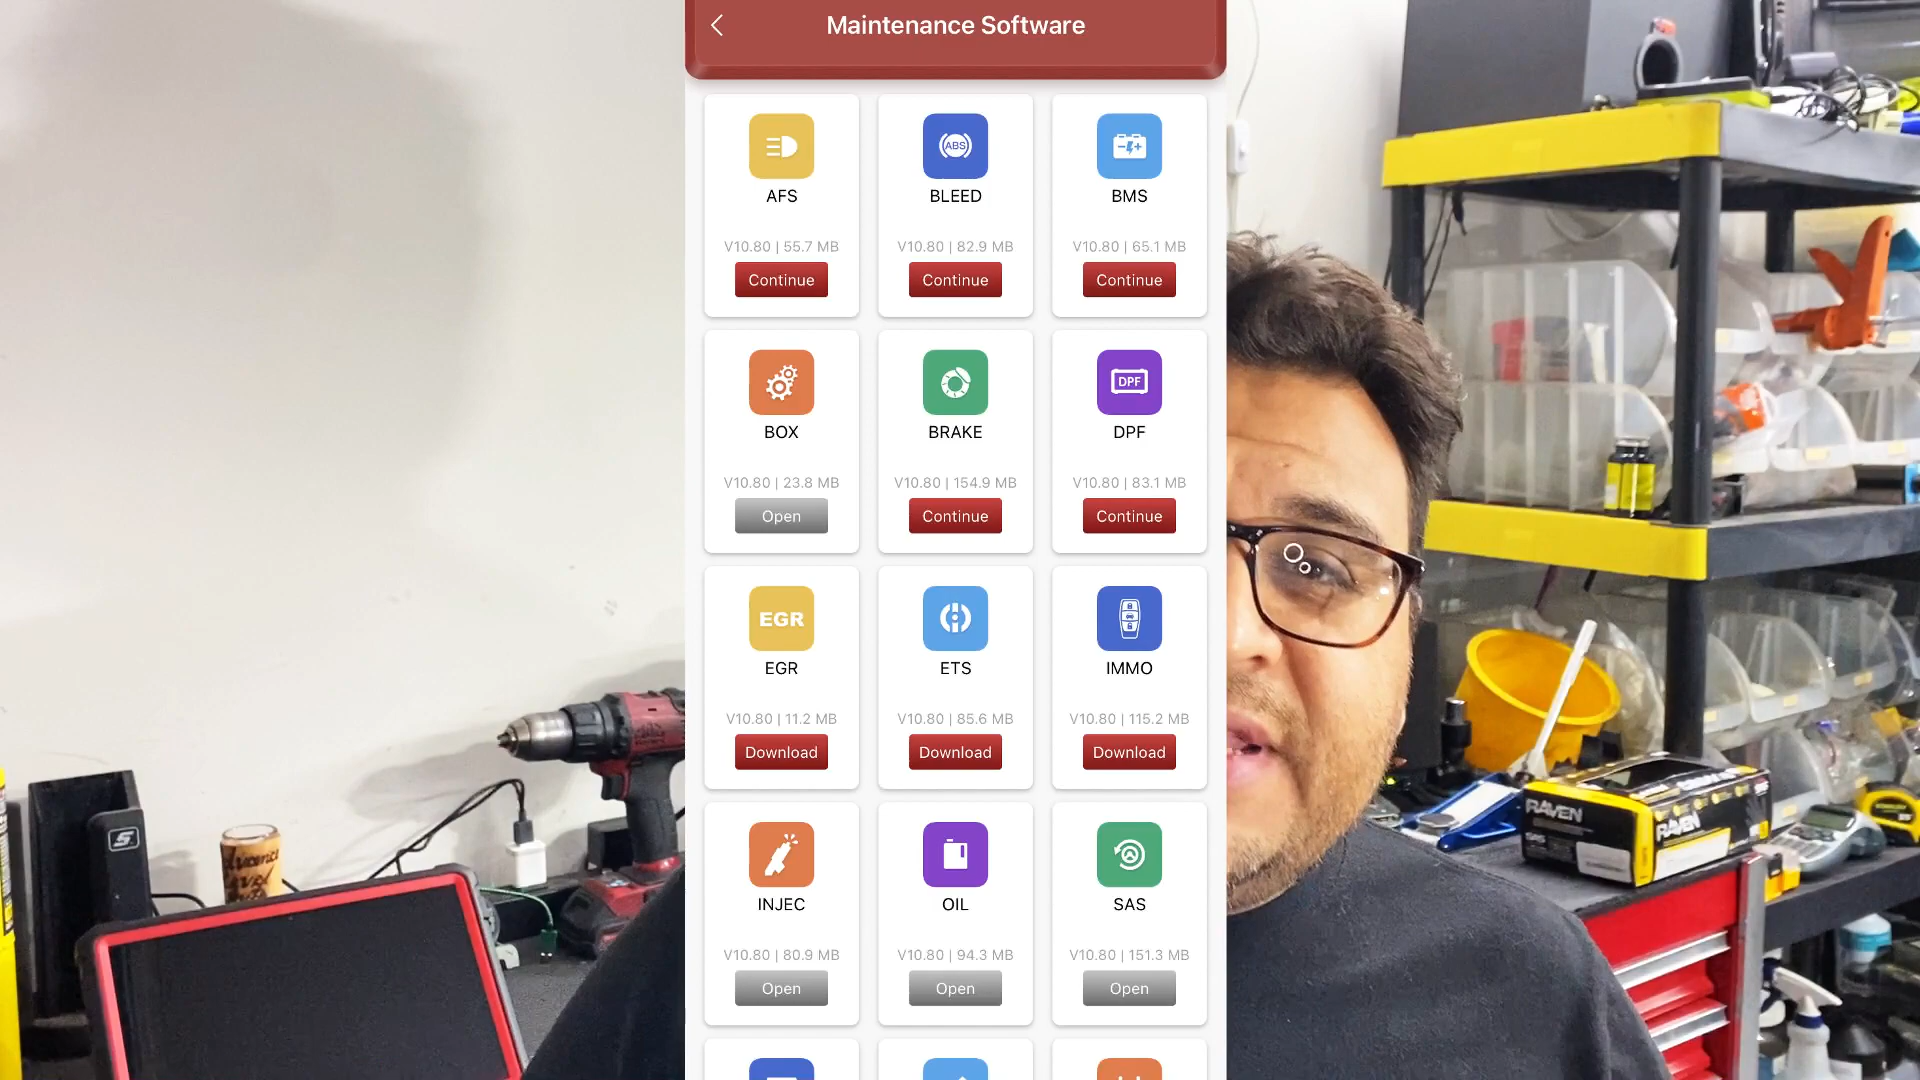 Maintenance Software
ABS
AFS
BLEED
BMS
V10.80 | 55.7 MB
V10.80 | 82.9 MB
V10.80 | 65.1 MB
Continue
Continue
Continue
DPF
BOX
BRAKE
DPF
V10.80 | 23.8 MB
V10.80 | 154.9 MB
V10.80 | 83.1 MB
Open
Continue
Continue
EGR
EGR
ETS
IMMO
V10.80 | 11.2 MB
V10.80 | 85.6 MB
V10.80 | 115.2 MB
Download
Download
Download
INJEC
OIL
SAS
V10.80 | 80.9 MB
V10.80 | 94.3 MB
V10.80 | 151.3 MB
Open
Open
Open
RAVEN
RAVEN